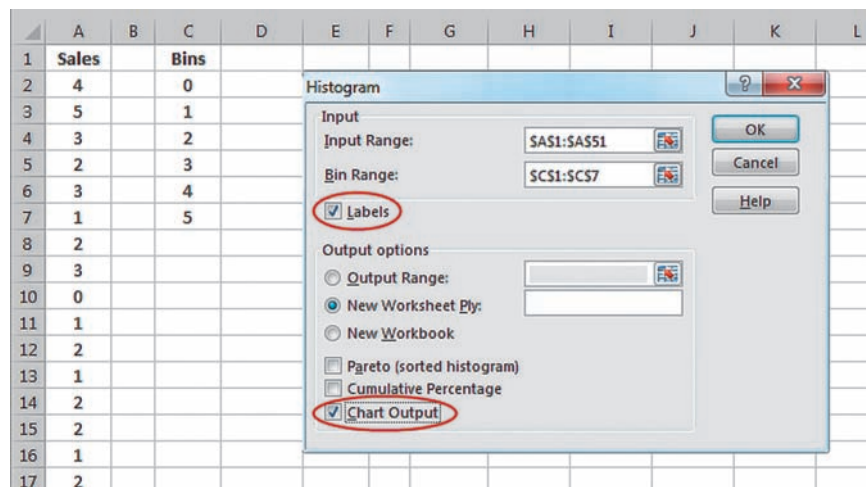 A B C D E F G H I J K L
1 Sales Bins
2 4 0
3 5 1
4 3 2
5 2 3
6 3 4
7 1 5
8 2
9 3
10 0
11 1
12 2
13 1
14 2
15 2
16 1
17 2
Histogram
Input
Input Range: $A$1:$A$51
Bin Range: $C$1:$C$7
Labels
OK
Cancel
Help
Output options
Output Range:
New Worksheet Ply:
New Workbook
Pareto (sorted histogram)
Cumulative Percentage
Chart Output